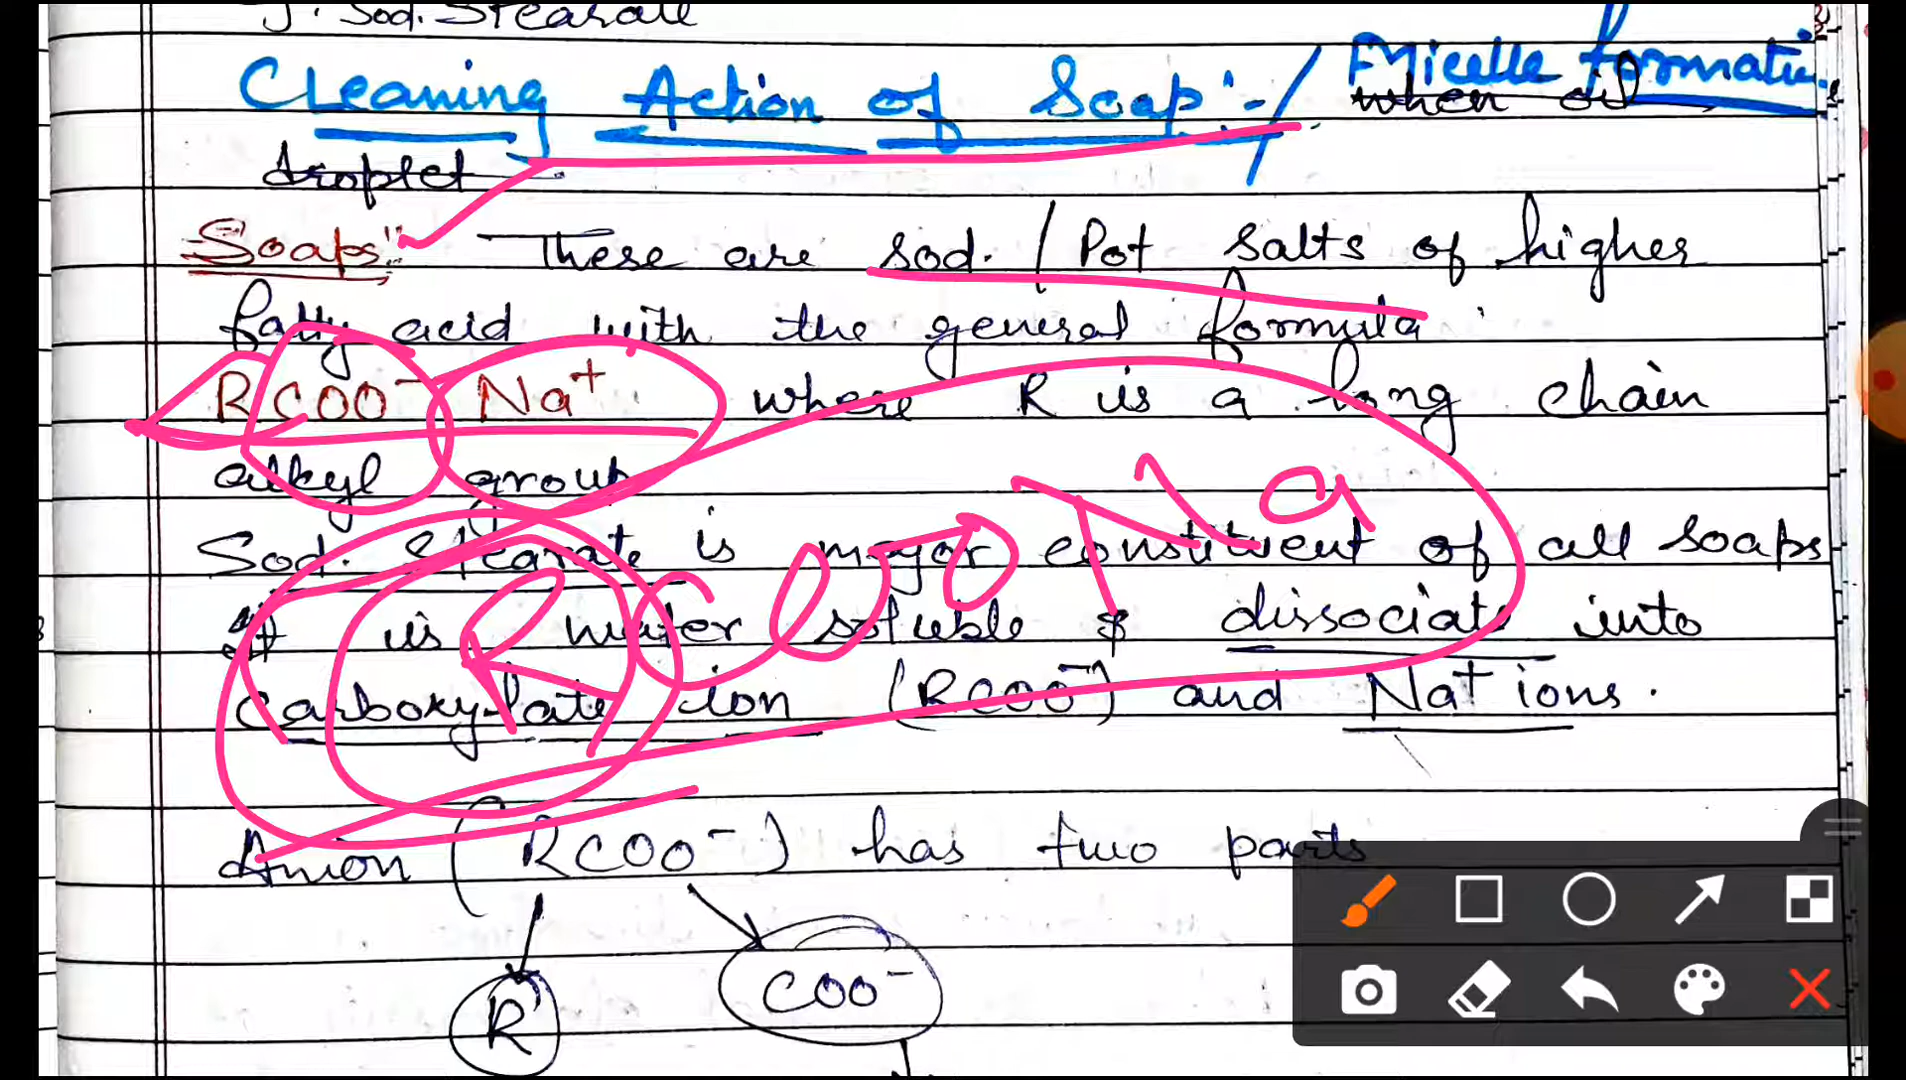 J. Sod. Stearate
Cleaning Action of Soap :- / Micelle formation
when oil
droplet
Soaps" These are sod. / Pot salts of higher
fatty acid with the general formula
RCOO⁻ Na⁺ where R is a long chain
alkyl group
Sod. Stearate is major constituent of all soaps
It is water soluble & dissociate into
carboxylate ion (RCOO⁻) and Na⁺ ions.
RCOONa
Anion (RCOO⁻) has two parts
R COO⁻